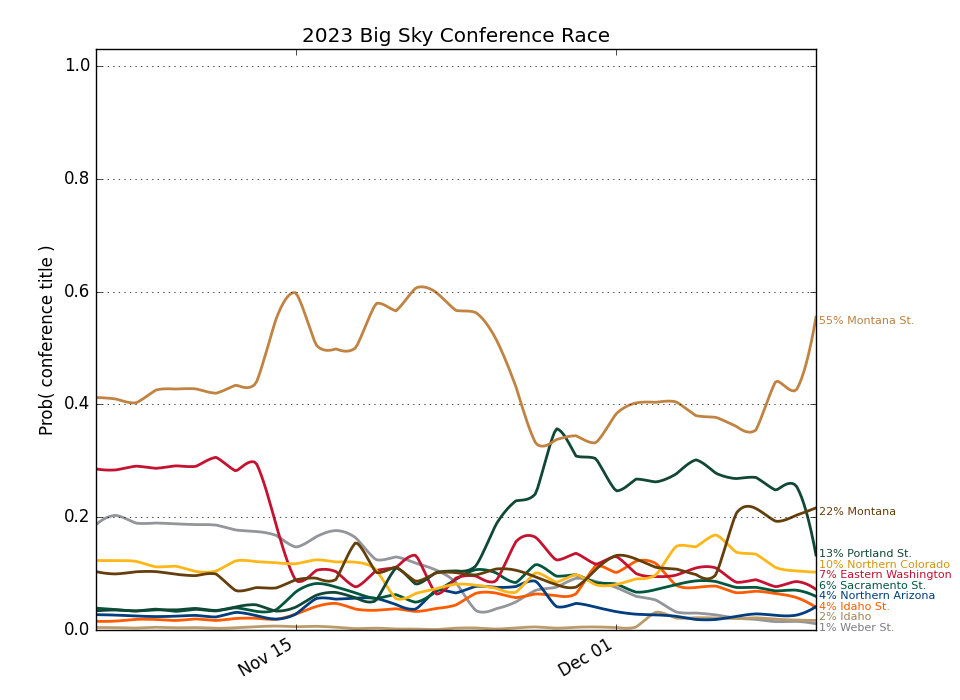 2023 Big Sky Conference Race
Prob( conference title )
1.0
0.8
0.6
0.4
0.2
0.0
Nov 15
Dec 01
55% Montana St.
22% Montana
13% Portland St.
10% Northern Colorado
7% Eastern Washington
6% Sacramento St.
4% Northern Arizona
4% Idaho St.
2% Idaho
1% Weber St.